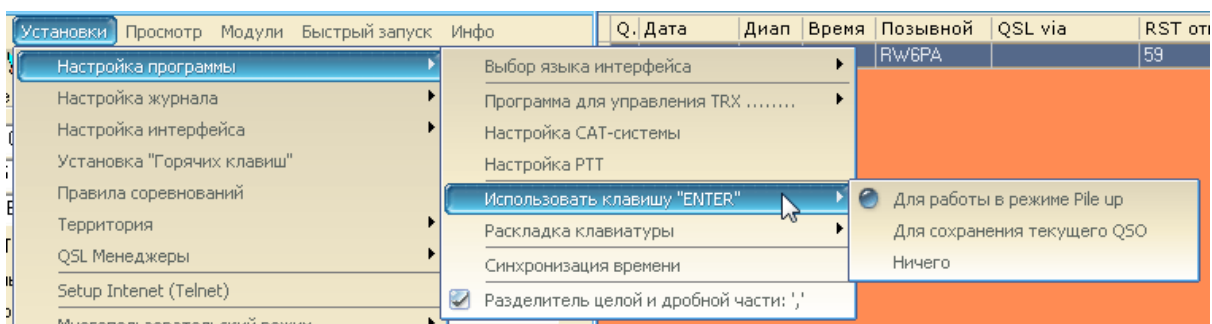 Установки Просмотр Модули Быстрый запуск Инфо
Q. Дата Диап Время Позывной QSL via
RW6PA 59
Настройка программы
Настройка журнала
Настройка интерфейса
Установка "Горячих клавиш"
Правила соревнований
Территория
QSL Менеджеры
Setup Intenet (Telnet)
Выбор языка интерфейса
Программа для управления TRX ........
Настройка CAT-системы
Настройка PTT
Использовать клавишу "ENTER"
Раскладка клавиатуры
Синхронизация времени
Разделитель целой и дробной части: ','
Для работы в режиме Pile up
Для сохранения текущего QSO
Ничего